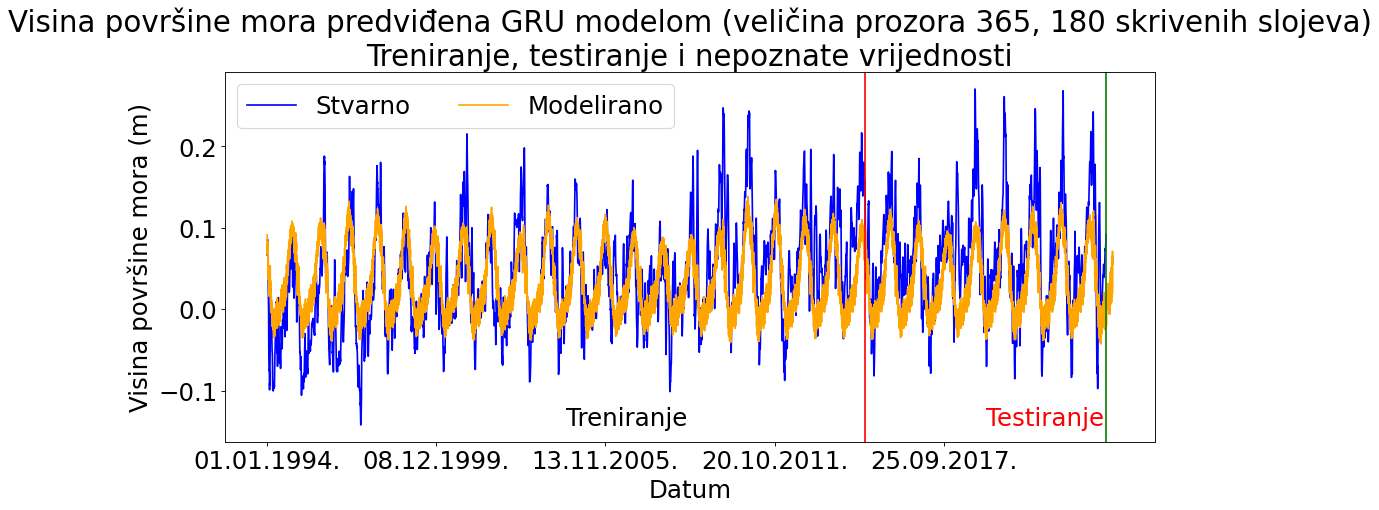 Visina površine mora predviđena GRU modelom (veličina prozora 365, 180 skrivenih slojeva)
Treniranje, testiranje i nepoznate vrijednosti
Stvarno
Modelirano
Visina površine mora (m)
0.2
0.1
0.0
−0.1
Treniranje
Testiranje
01.01.1994.
08.12.1999.
13.11.2005.
20.10.2011.
25.09.2017.
Datum